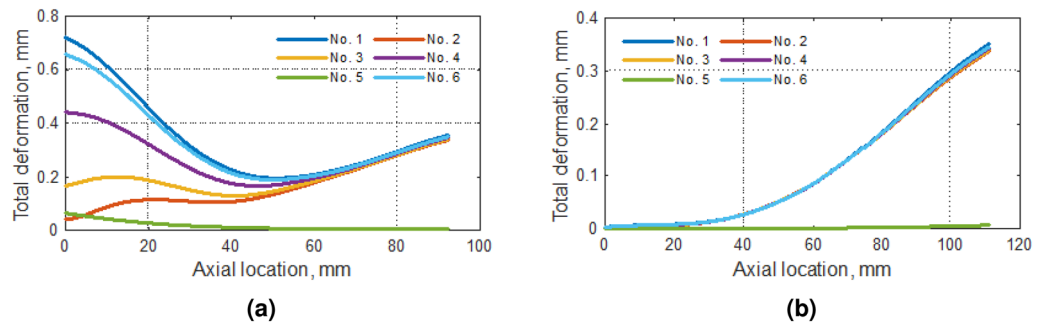 0.8
0.6
0.4
0.2
0
Total deformation, mm
No. 1 No. 2
No. 3 No. 4
No. 5 No. 6
0 20 40 60 80 100
Axial location, mm
(a)
0.4
0.3
0.2
0.1
0
Total deformation, mm
No. 1 No. 2
No. 3 No. 4
No. 5 No. 6
0 20 40 60 80 100 120
Axial location, mm
(b)